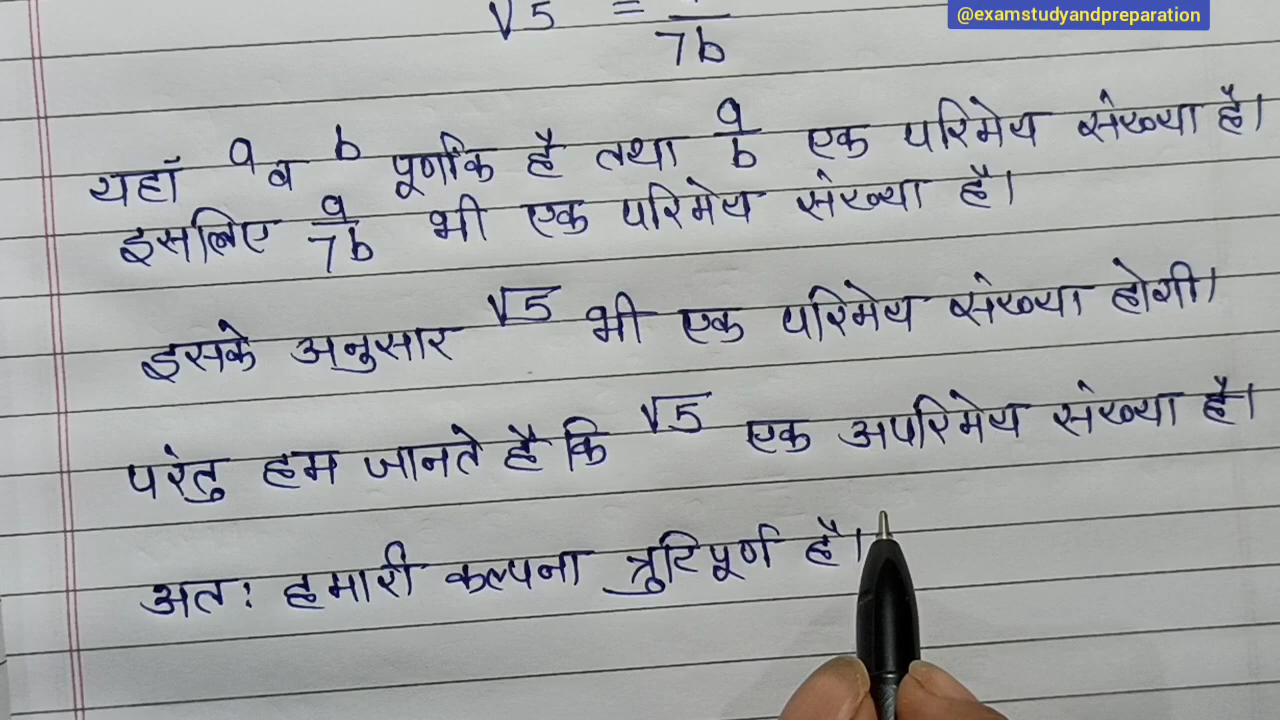 @examstudyandpreparation
√5 = /7b
यहाँ a व b पूर्णांक है तथा a/b एक परिमेय संख्या है।
इसलिए a/7b भी एक परिमेय संख्या है।
इसके अनुसार √5 भी एक परिमेय संख्या होगी।
परंतु हम जानते है कि √5 एक अपरिमेय संख्या है।
अत: हमारी कल्पना त्रुटिपूर्ण है।